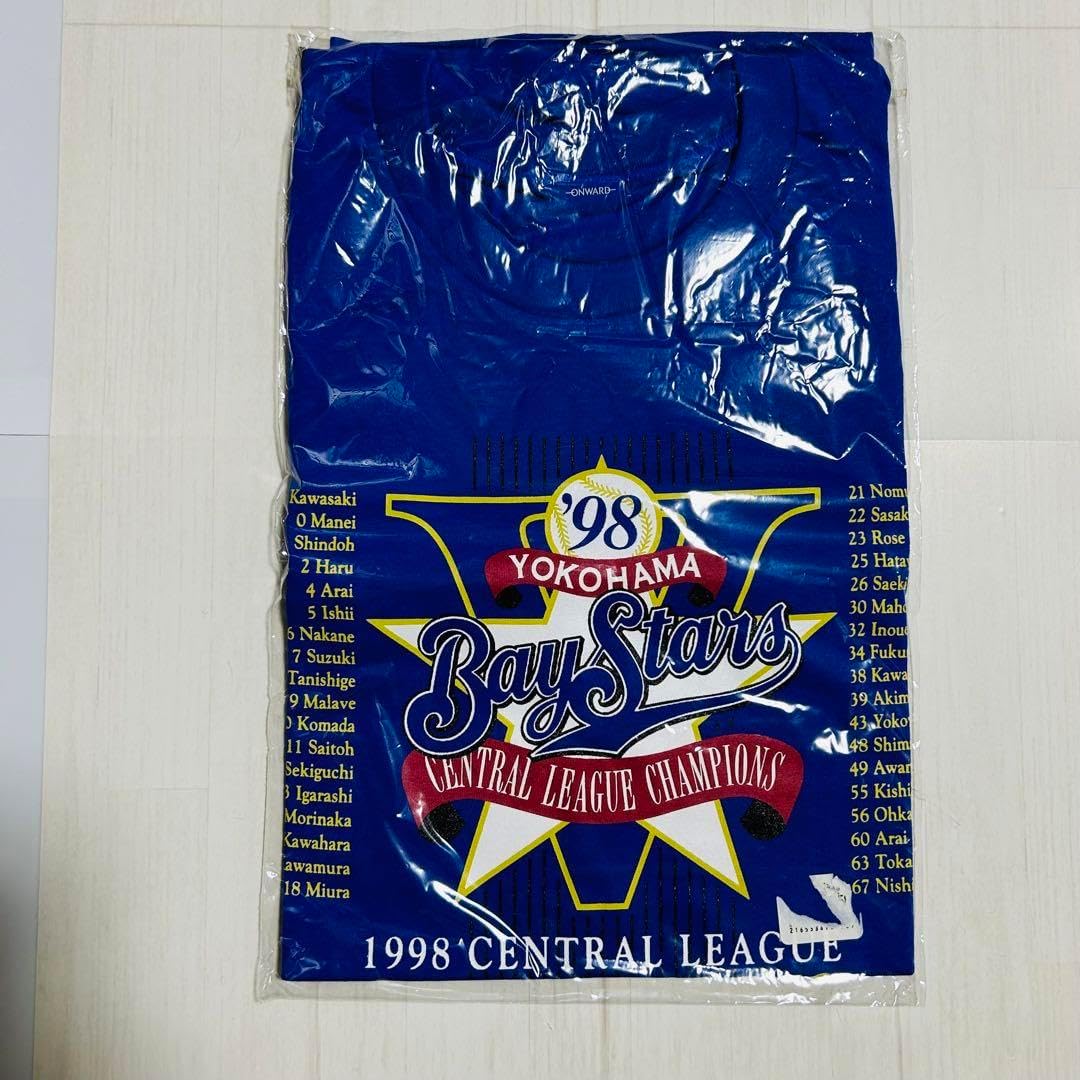 ONWARD
'98
YOKOHAMA
BayStars
CENTRAL LEAGUE CHAMPIONS
Kawasaki
0 Manei
Shindoh
2 Haru
4 Arai
5 Ishii
6 Nakane
7 Suzuki
Tanishige
9 Malave
0 Komada
11 Saitoh
Sekiguchi
3 Igarashi
Morinaka
Kawahara
awamura
18 Miura
21 Nomu
22 Sasak
23 Rose
25 Hata
26 Saek
30 Mah
32 Inoue
34 Fuku
38 Kawa
39 Akim
43 Yoko
48 Shim
49 Awa
55 Kishi
56 Ohka
60 Arai
63 Toka
67 Nishi
1998 CENTRAL LEAGUE